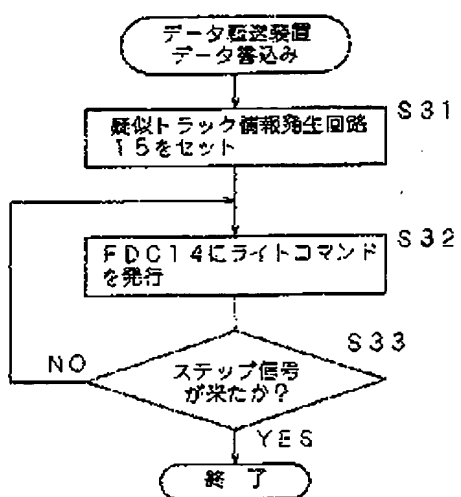 データ転送装置
データ書込み
S31
疑似トラック情報発生回路
15をセット
S32
FDC14にライトコマンド
を発行
S33
NO
ステップ信号
が来たか?
YES
終 了